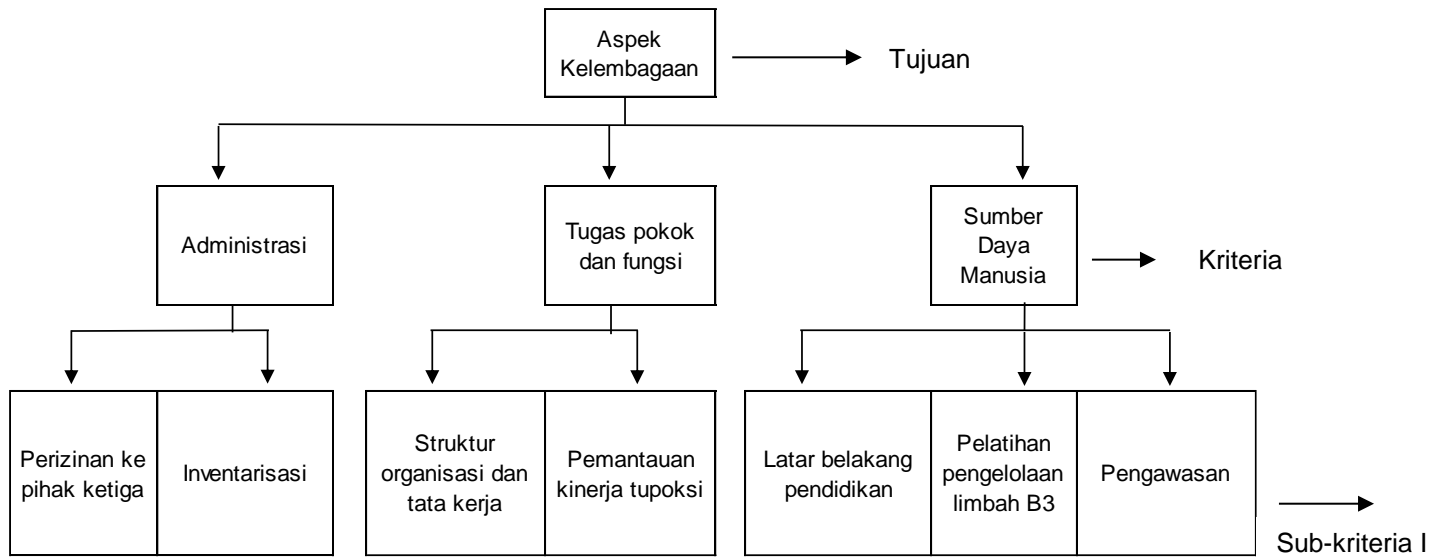 Aspek
Kelembagaan
Tujuan
Administrasi
Tugas pokok
dan fungsi
Sumber
Daya
Manusia
Kriteria
Perizinan ke
pihak ketiga
Inventarisasi
Struktur
organisasi dan
tata kerja
Pemantauan
kinerja tupoksi
Latar belakang
pendidikan
Pelatihan
pengelolaan
limbah B3
Pengawasan
Sub-kriteria I